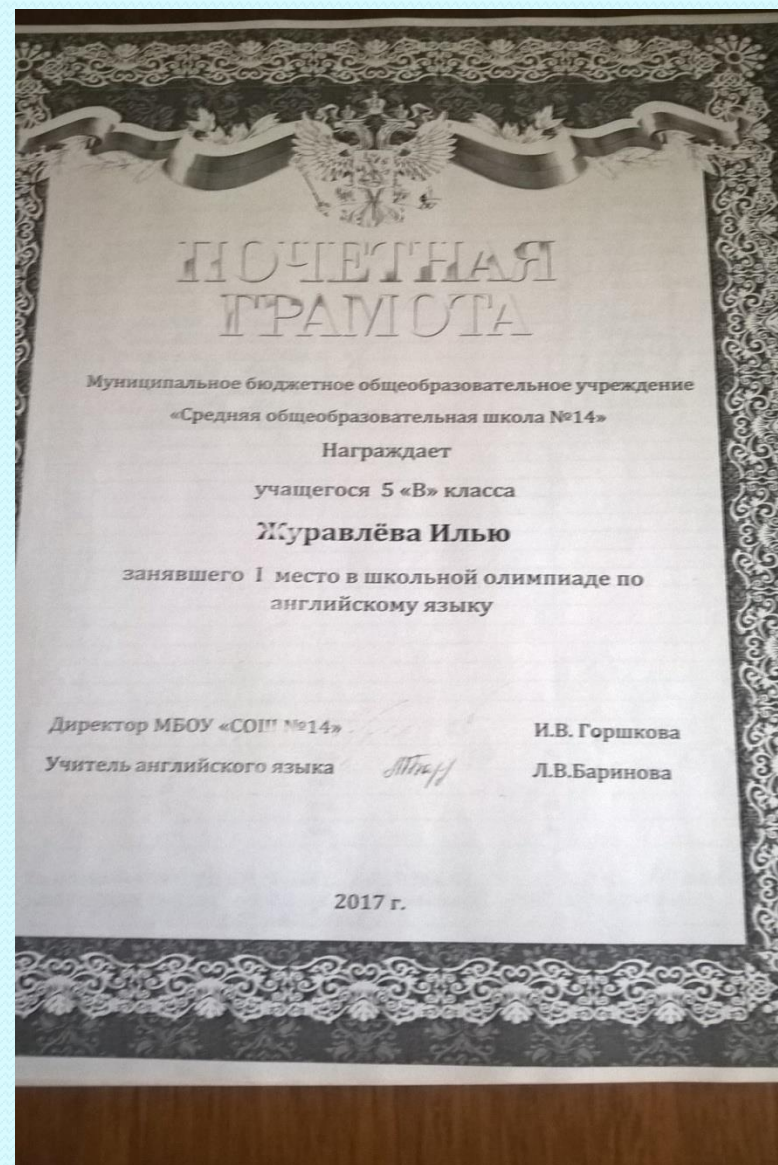 ПОЧЕТНАЯ
ГРАМОТА
Муниципальное бюджетное общеобразовательное учреждение
«Средняя общеобразовательная школа №14»
Награждает
учащегося 5 «В» класса
Журавлёва Илью
занявшего I место в школьной олимпиаде по
английскому языку
Директор МБОУ «СОШ №14» И.В. Горшкова
Учитель английского языка Л.В.Баринова
2017 г.